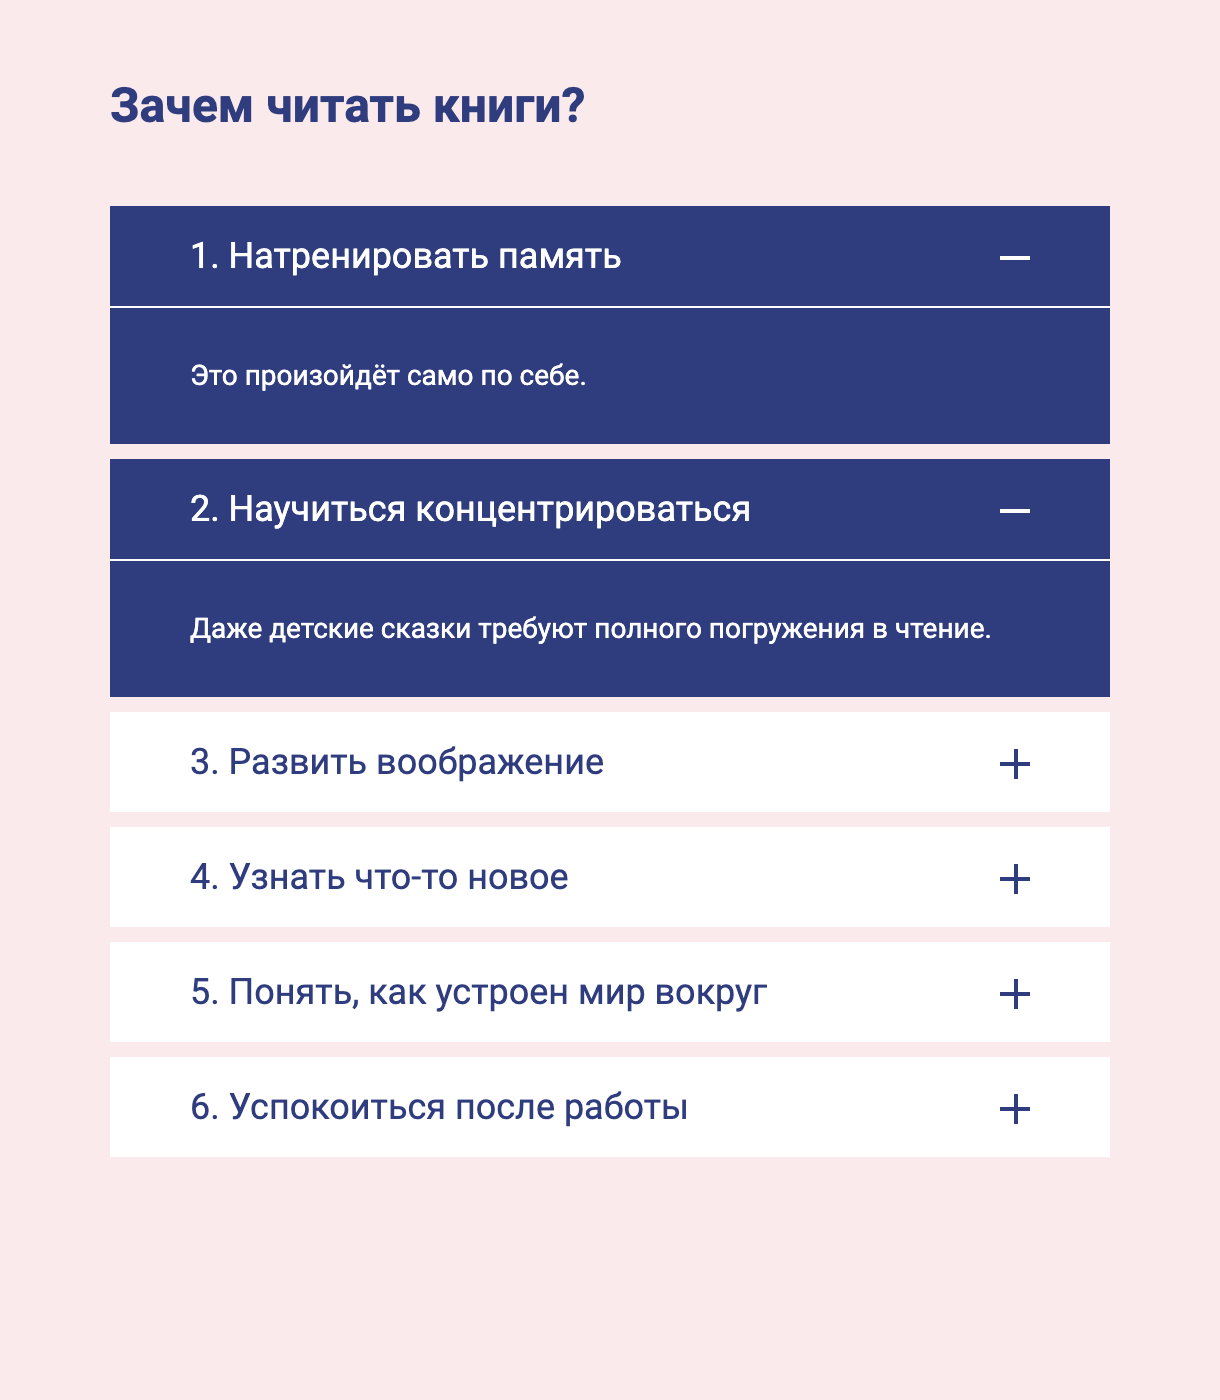 Зачем читать книги?
1. Натренировать память
Это произойдёт само по себе.
2. Научиться концентрироваться
Даже детские сказки требуют полного погружения в чтение.
3. Развить воображение
4. Узнать что-то новое
5. Понять, как устроен мир вокруг
6. Успокоиться после работы